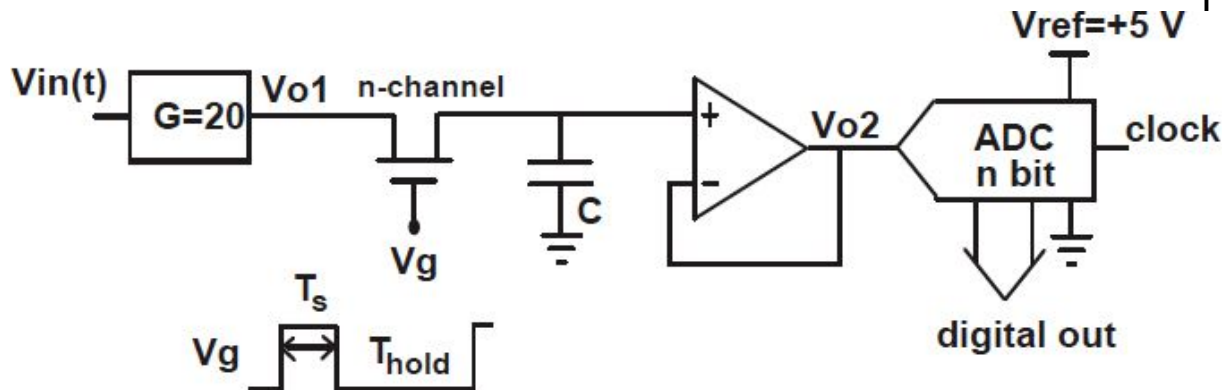 Vref=+5 V
Vin(t)
G=20
Vo1
n-channel
+
-
Vo2
ADC
n bit
clock
C
Vg
digital out
Ts
Vg
Thold